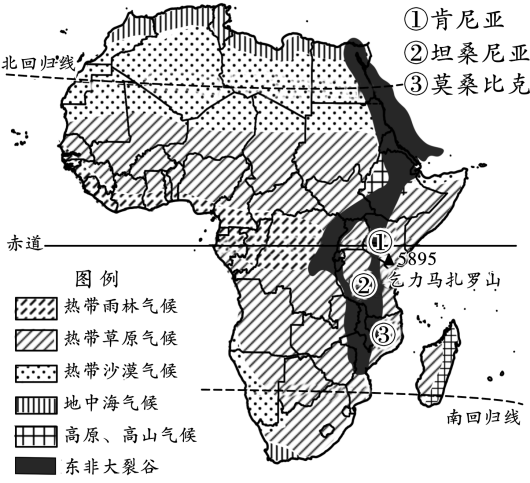 ①肯尼亚
②坦桑尼亚
③莫桑比克
北回归线
赤道
①
5895
乞力马扎罗山
②
③
南回归线
图例
热带雨林气候
热带草原气候
热带沙漠气候
地中海气候
高原、高山气候
东非大裂谷